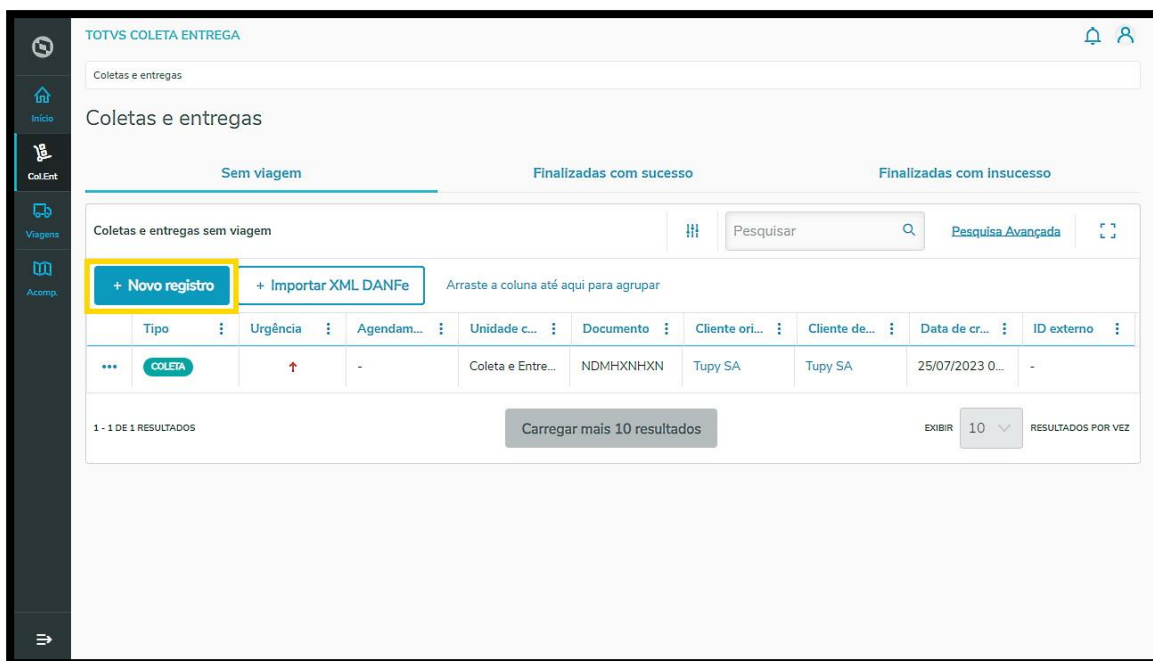 TOTVS COLETA ENTREGA
Coletas e entregas
Início
Coletas e entregas
Col.Ent
Sem viagem
Finalizadas com sucesso
Finalizadas com insucesso
Viagens
Coletas e entregas sem viagem
Pesquisar
Pesquisa Avançada
Acomp.
+ Novo registro
+ Importar XML DANFe
Arraste a coluna até aqui para agrupar
Tipo Urgência Agendam... Unidade c... Documento Cliente ori... Cliente de... Data de cr... ID externo
COLETA - Coleta e Entre... NDMHXNHXN Tupy SA Tupy SA 25/07/2023 0... -
1 - 1 DE 1 RESULTADOS
Carregar mais 10 resultados
EXIBIR 10 RESULTADOS POR VEZ